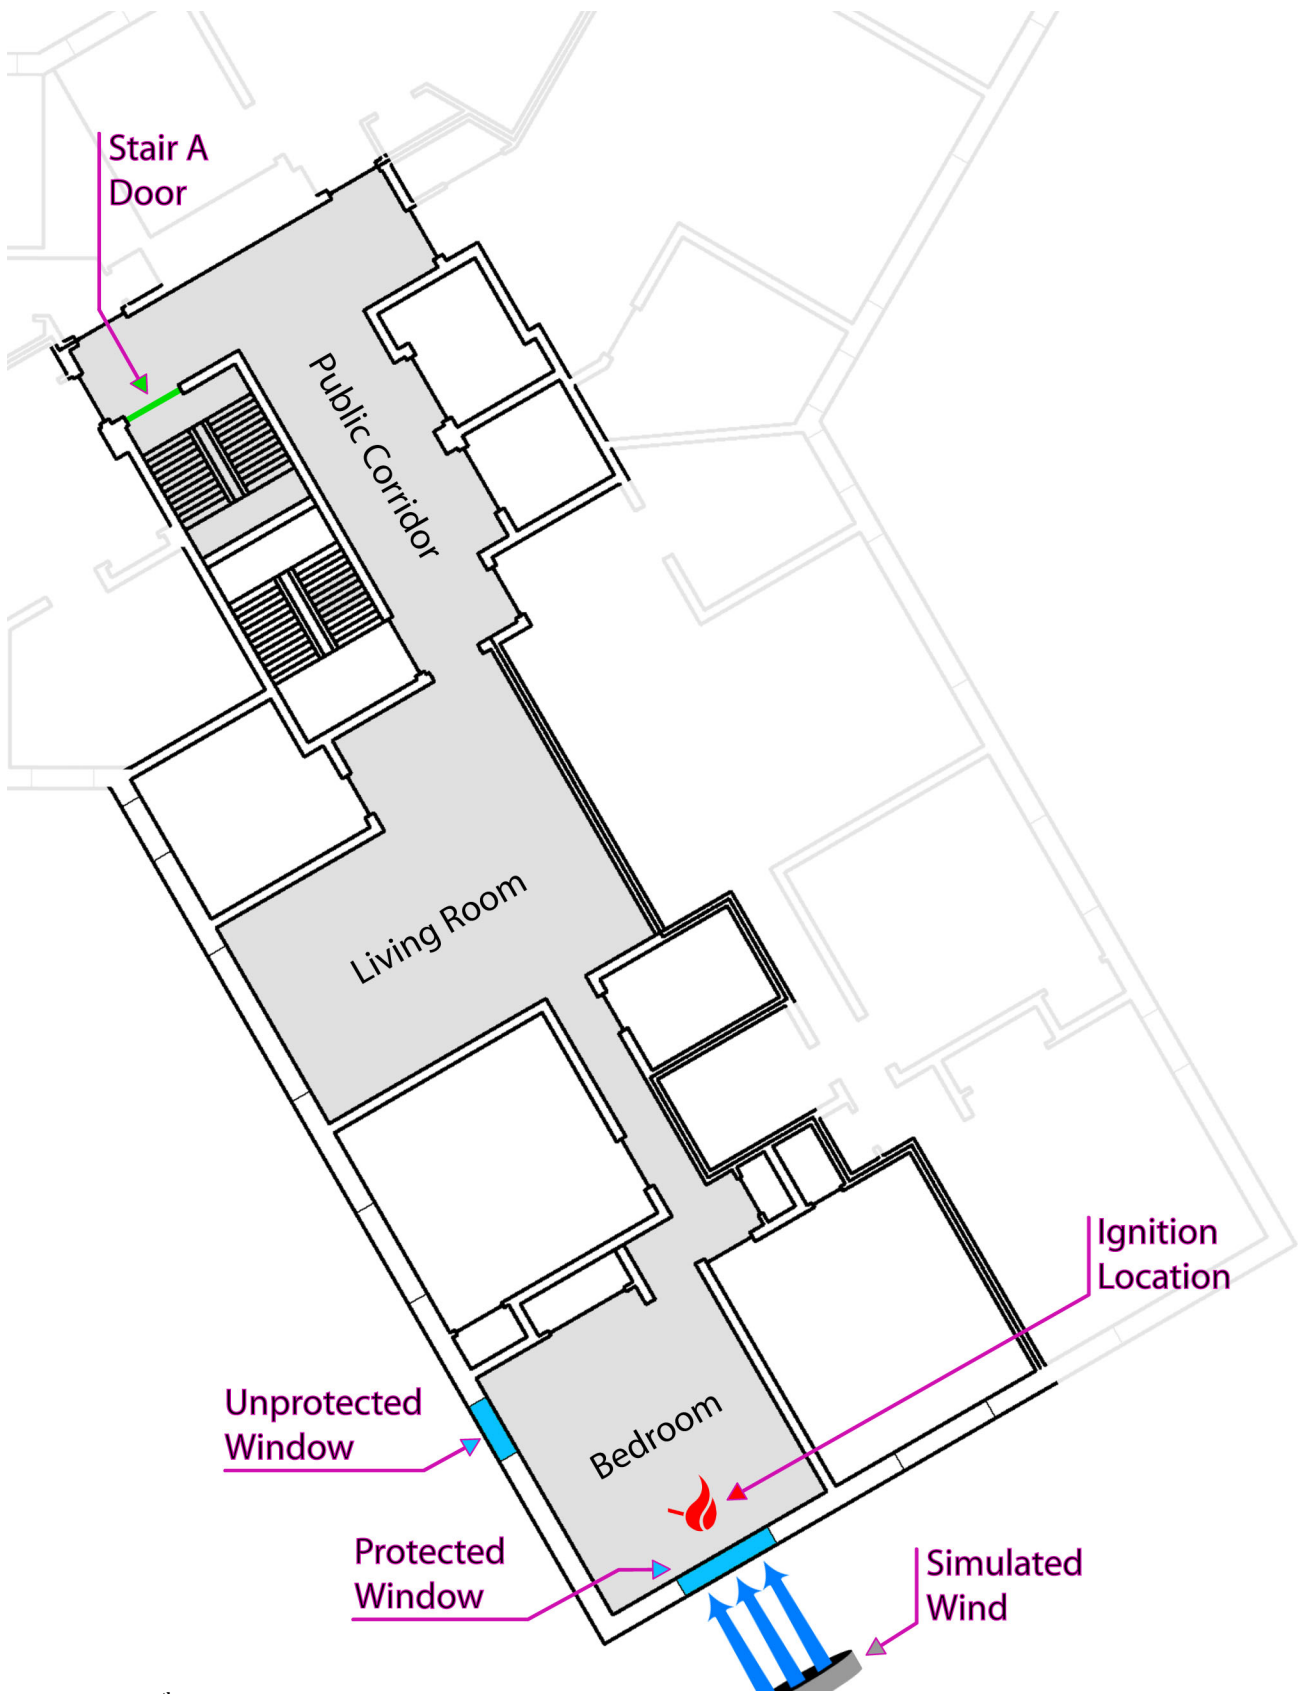 Stair A
Door
Public Corridor
Living Room
Ignition
Location
Unprotected
Window
Bedroom
Protected
Window
Simulated
Wind